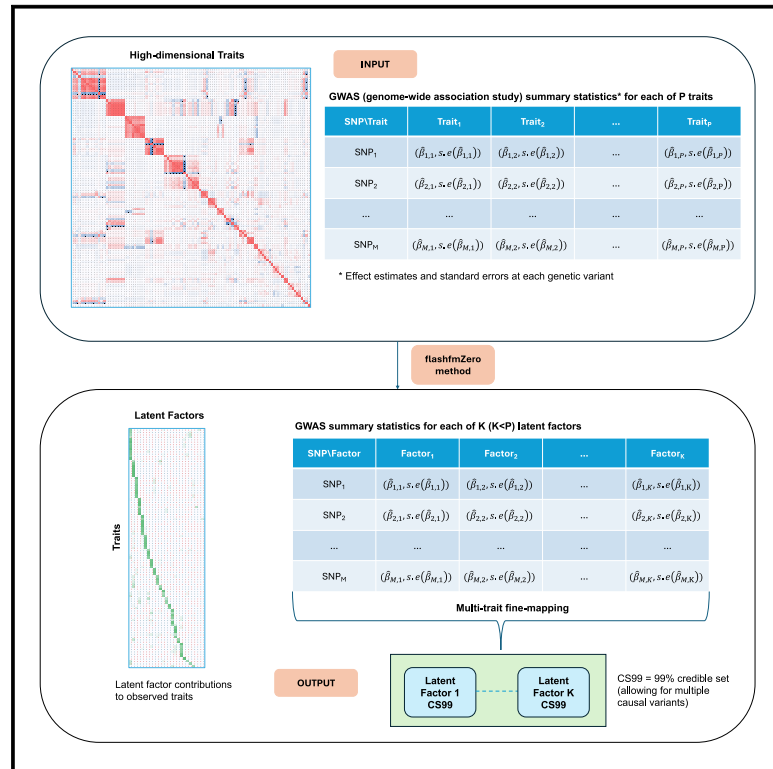 High-dimensional Traits
INPUT
GWAS (genome-wide association study) summary statistics* for each of P traits
SNP\Trait Trait₁ Trait₂ ... Trait_P
SNP₁ (β̂₁,₁, s.e(β̂₁,₁)) (β̂₁,₂, s.e(β̂₁,₂)) ... (β̂₁,P, s.e(β̂₁,P))
SNP₂ (β̂₂,₁, s.e(β̂₂,₁)) (β̂₂,₂, s.e(β̂₂,₂)) ... (β̂₂,P, s.e(β̂₂,P))
... ... ... ... ...
SNP_M (β̂M,₁, s.e(β̂M,₁)) (β̂M,₂, s.e(β̂M,₂)) ... (β̂M,P, s.e(β̂M,P))
* Effect estimates and standard errors at each genetic variant
flashfmZero
method
Latent Factors
Traits
Latent factor contributions
to observed traits
GWAS summary statistics for each of K (K<P) latent factors
SNP\Factor Factor₁ Factor₂ ... Factor_K
SNP₁ (β̂₁,₁, s.e(β̂₁,₁)) (β̂₁,₂, s.e(β̂₁,₂)) ... (β̂₁,K, s.e(β̂₁,K))
SNP₂ (β̂₂,₁, s.e(β̂₂,₁)) (β̂₂,₂, s.e(β̂₂,₂)) ... (β̂₂,K, s.e(β̂₂,K))
... ... ... ... ...
SNP_M (β̂M,₁, s.e(β̂M,₁)) (β̂M,₂, s.e(β̂M,₂)) ... (β̂M,K, s.e(β̂M,K))
Multi-trait fine-mapping
OUTPUT
Latent
Factor 1
CS99
Latent
Factor K
CS99
CS99 = 99% credible set
(allowing for multiple
causal variants)